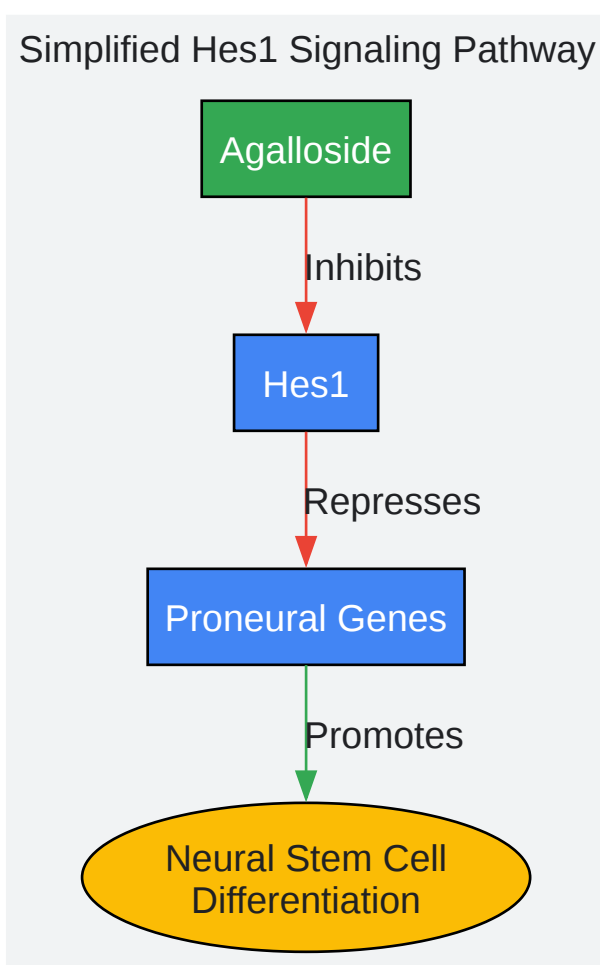 Simplified Hes1 Signaling Pathway
Agalloside
Inhibits
Hes1
Represses
Proneural Genes
Promotes
Neural Stem Cell
Differentiation